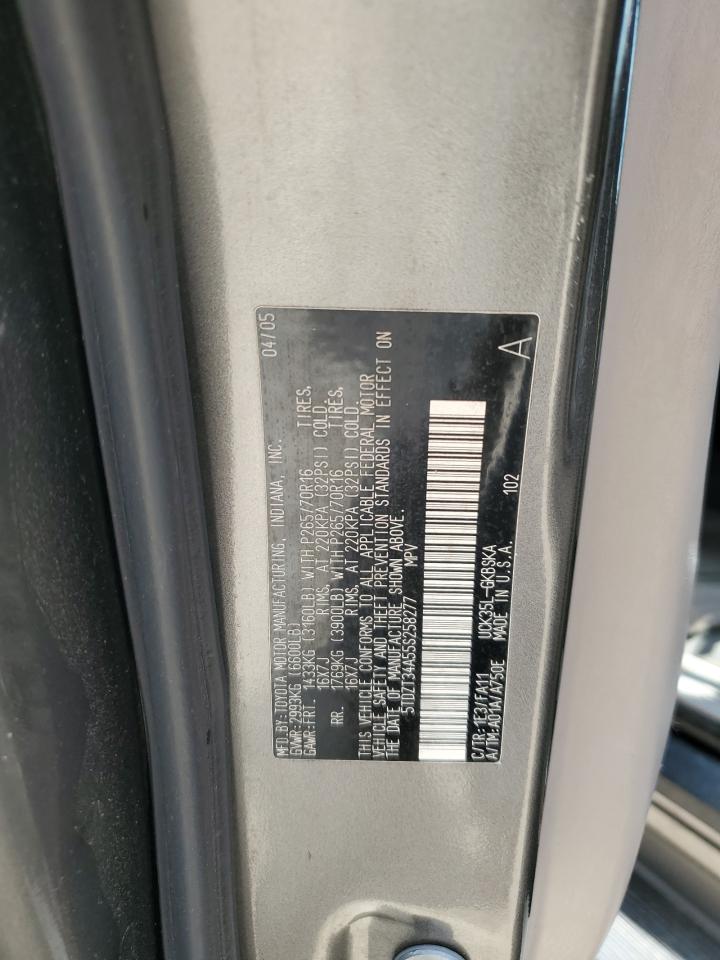 MFD.BY:TOYOTA MOTOR MANUFACTURING, INDIANA, INC. 04/05
GVWR:2993KG (6600LB)
GAWR:FRT. 1433KG (3160LB) WITH P265/70R16 TIRES,
16X7J RIMS, AT 220KPA (32PSI) COLD.
RR. 1769KG (3900LB) WITH P265/70R16 TIRES,
16X7J RIMS, AT 220KPA (32PSI) COLD.
THIS VEHICLE CONFORMS TO ALL APPLICABLE FEDERAL MOTOR
VEHICLE SAFETY AND THEFT PREVENTION STANDARDS IN EFFECT ON
THE DATE OF MANUFACTURE SHOWN ABOVE.
5TDZT34A55S258277 MPV
C/TR:1E3/FA11 UCK35L-GKBSKA 102 A
A/TM:A01A/A750E MADE IN U.S.A.